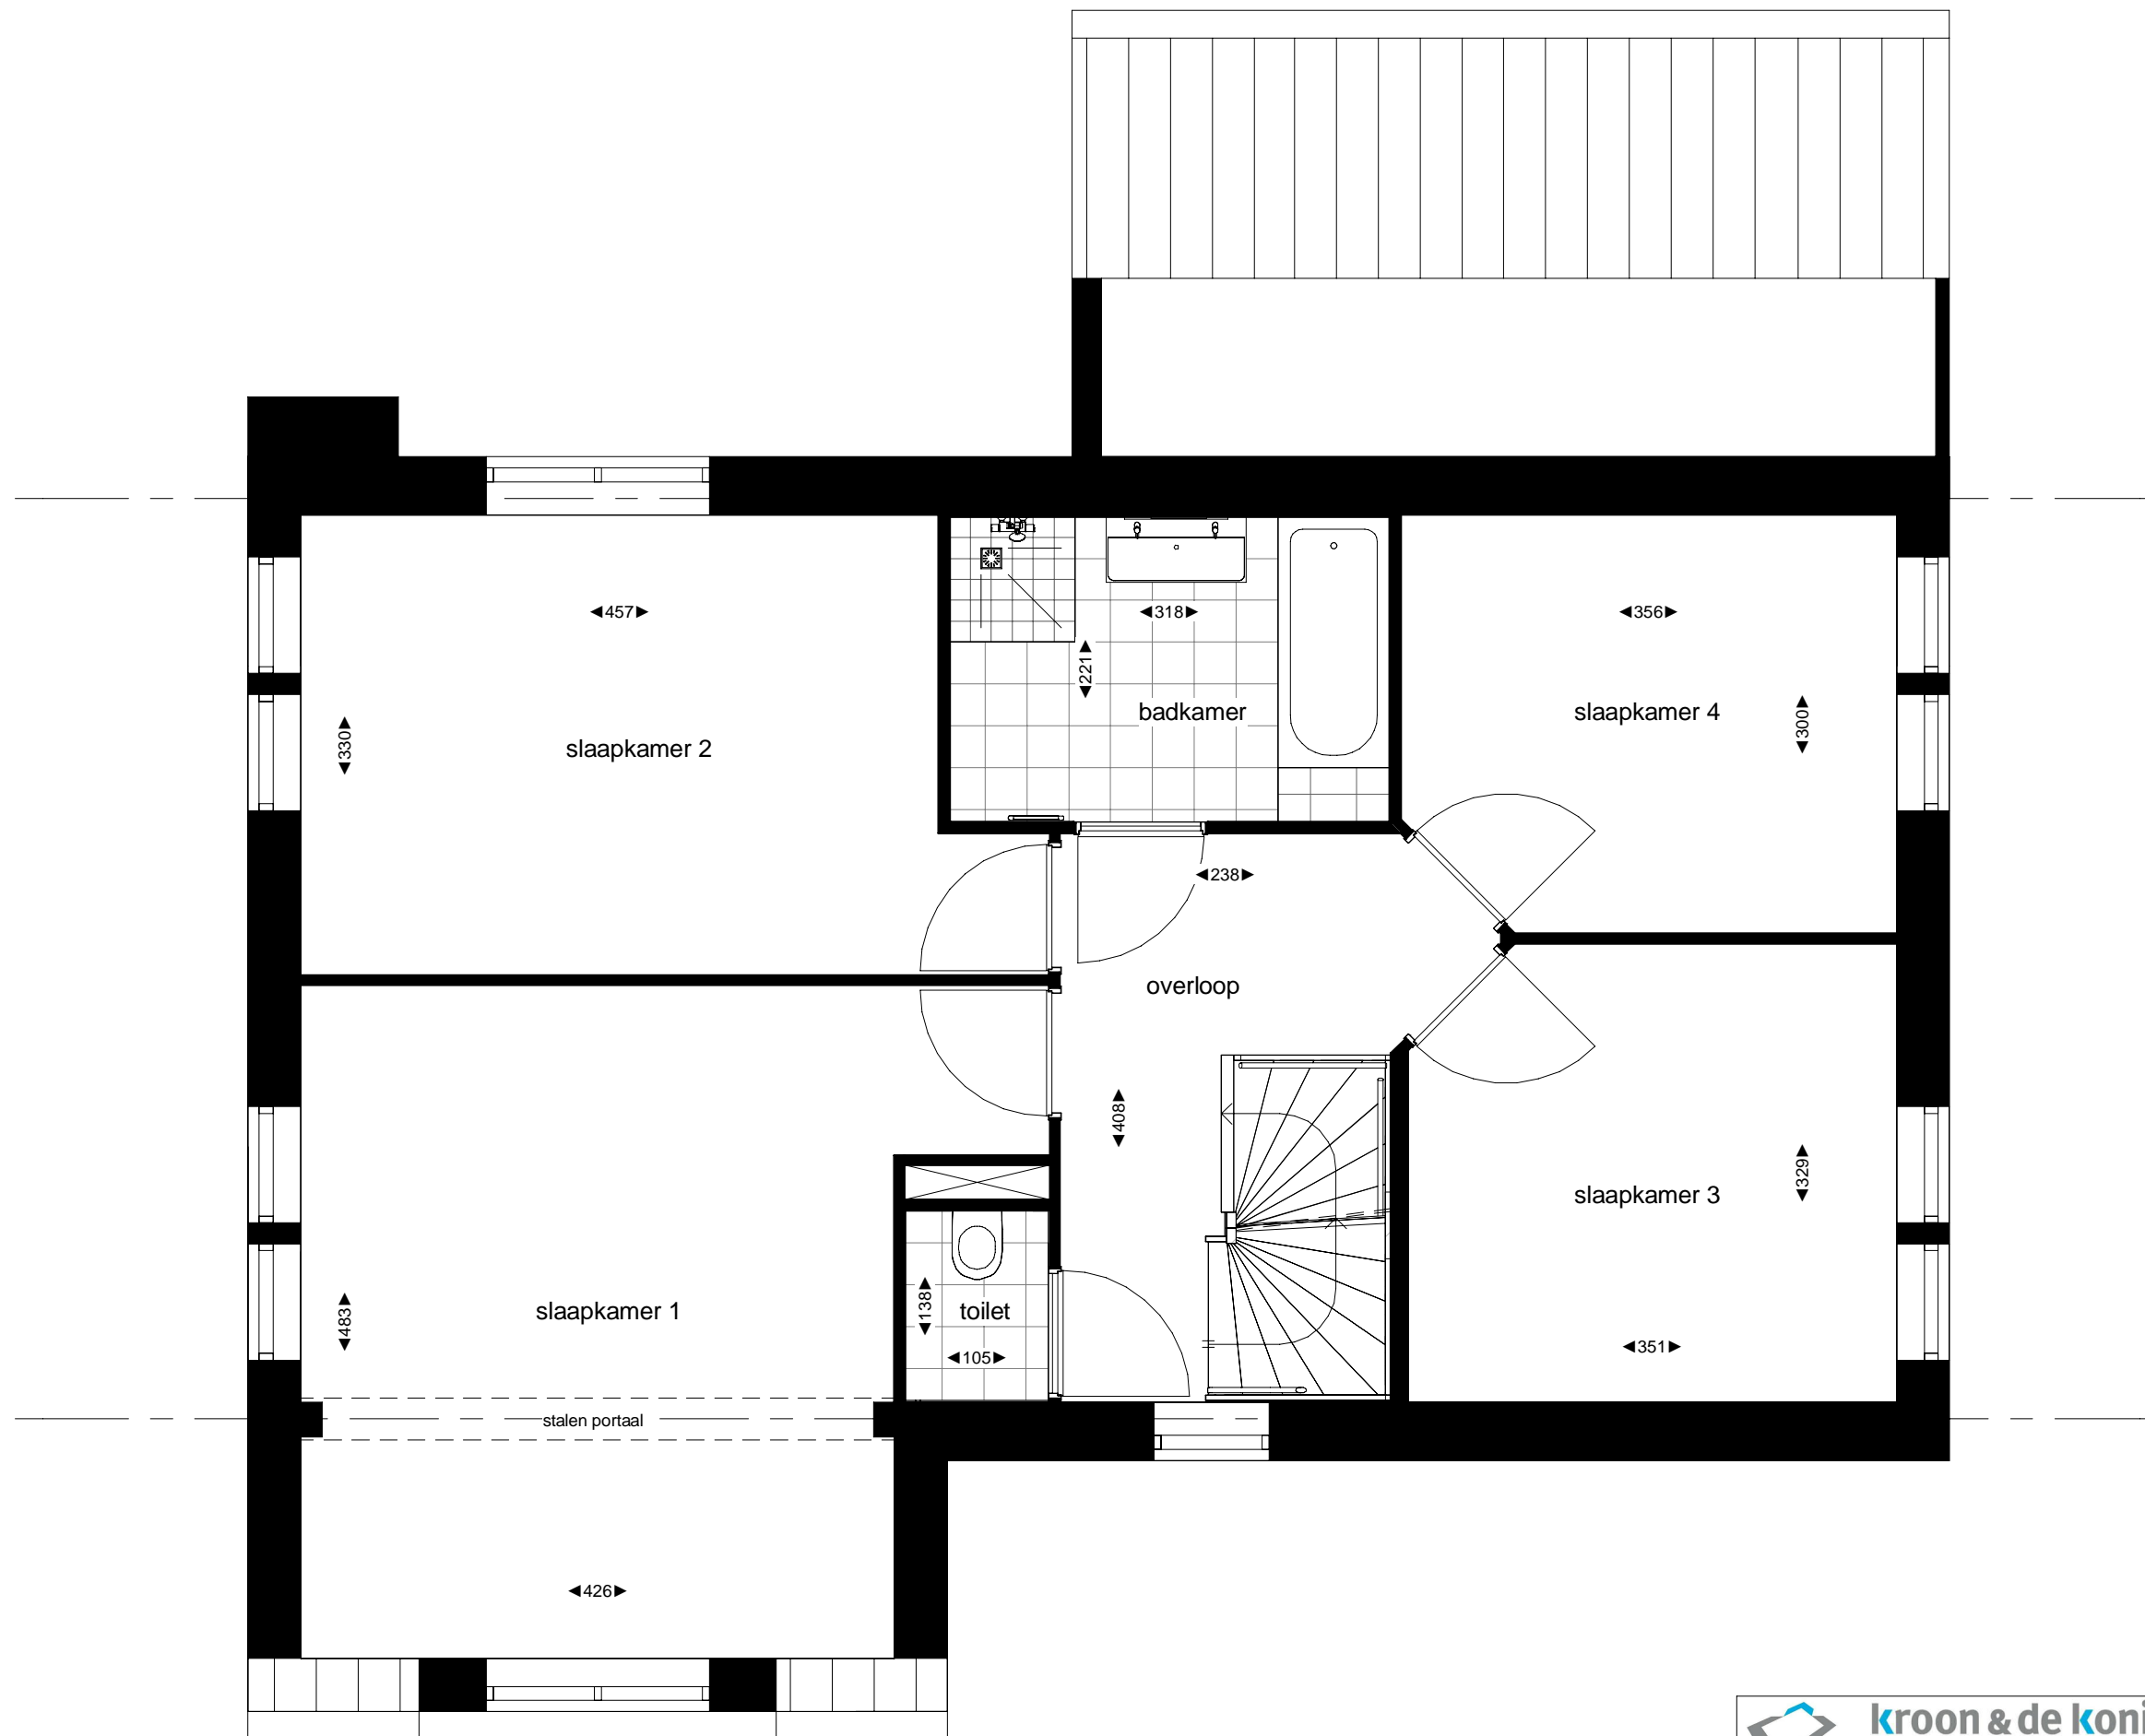 457
318
356
221
badkamer
slaapkamer 4
300
330
slaapkamer 2
238
overloop
408
329
slaapkamer 3
483
slaapkamer 1
138
toilet
105
351
stalen portaal
426
kroon & de koni